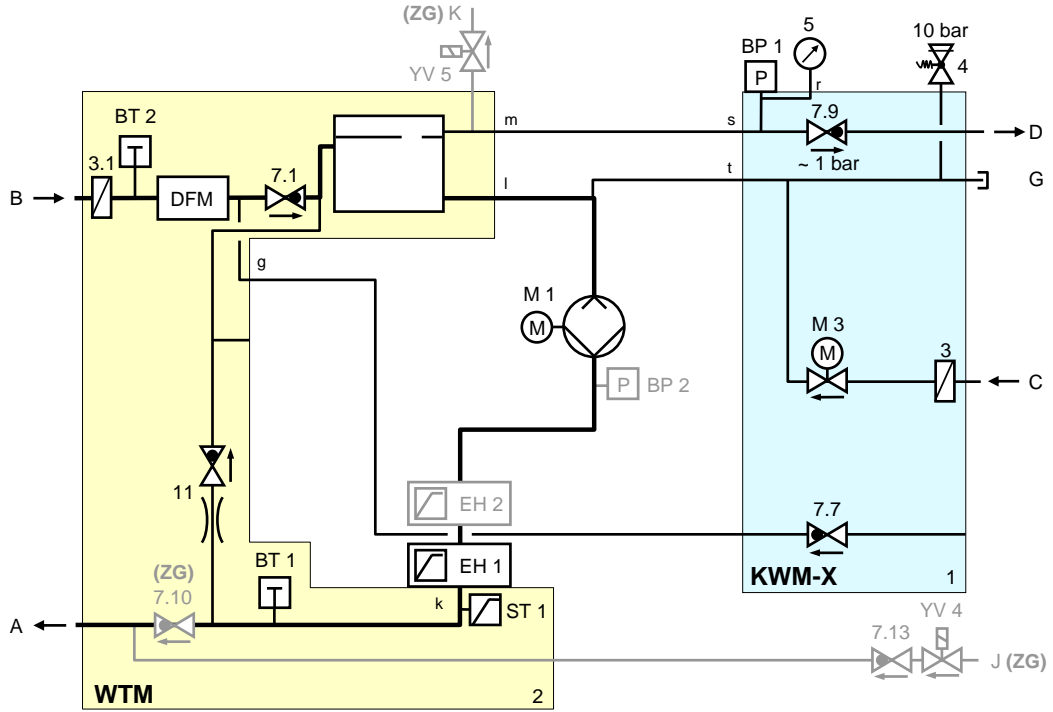 (ZG) K
5
10 bar
BP 1
YV 5
P
r
4
BT 2
m
s
7.9
D
3.1
7.1
~ 1 bar
B
DFM
l
t
G
g
M 1
M
M 3
M
3
P
BP 2
C
11
EH 2
7.7
BT 1
EH 1
(ZG)
7.10
k
ST 1
KWM-X
1
A
YV 4
7.13
J (ZG)
WTM
2